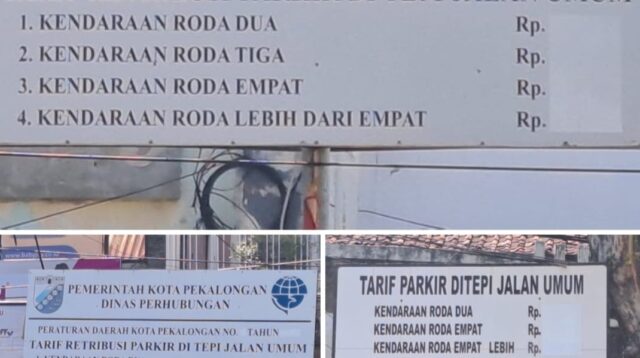 1. KENDARAAN RODA DUA Rp.
2. KENDARAAN RODA TIGA Rp.
3. KENDARAAN RODA EMPAT Rp.
4. KENDARAAN RODA LEBIH DARI EMPAT Rp.
PEMERINTAH KOTA PEKALONGAN
DINAS PERHUBUNGAN
PERATURAN DAERAH KOTA PEKALONGAN NO. TAHUN
TARIF RETRIBUSI PARKIR DI TEPI JALAN UMUM
TARIF PARKIR DITEPI JALAN UMUM
KENDARAAN RODA DUA Rp.
KENDARAAN RODA EMPAT Rp.
KENDARAAN RODA EMPAT LEBIH Rp.